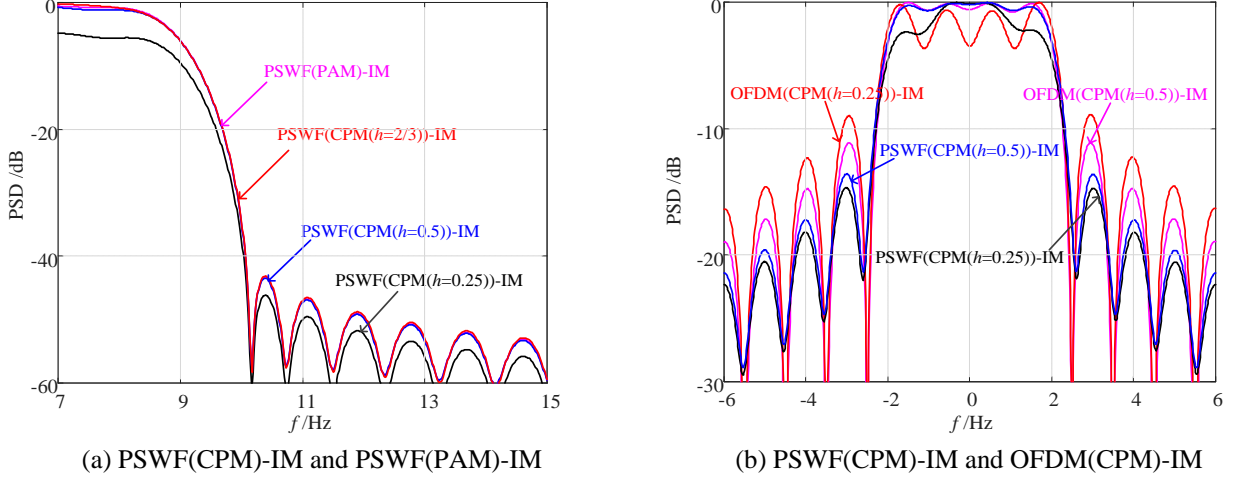 0
-20
-40
-60
PSD /dB
7
9
11
13
15
f /Hz
PSWF(PAM)-IM
PSWF(CPM(h=2/3))-IM
PSWF(CPM(h=0.5))-IM
PSWF(CPM(h=0.25))-IM
(a) PSWF(CPM)-IM and PSWF(PAM)-IM
0
-10
-20
-30
PSD /dB
-6
-4
-2
0
2
4
6
f /Hz
OFDM(CPM(h=0.25))-IM
OFDM(CPM(h=0.5))-IM
PSWF(CPM(h=0.5))-IM
PSWF(CPM(h=0.25))-IM
(b) PSWF(CPM)-IM and OFDM(CPM)-IM